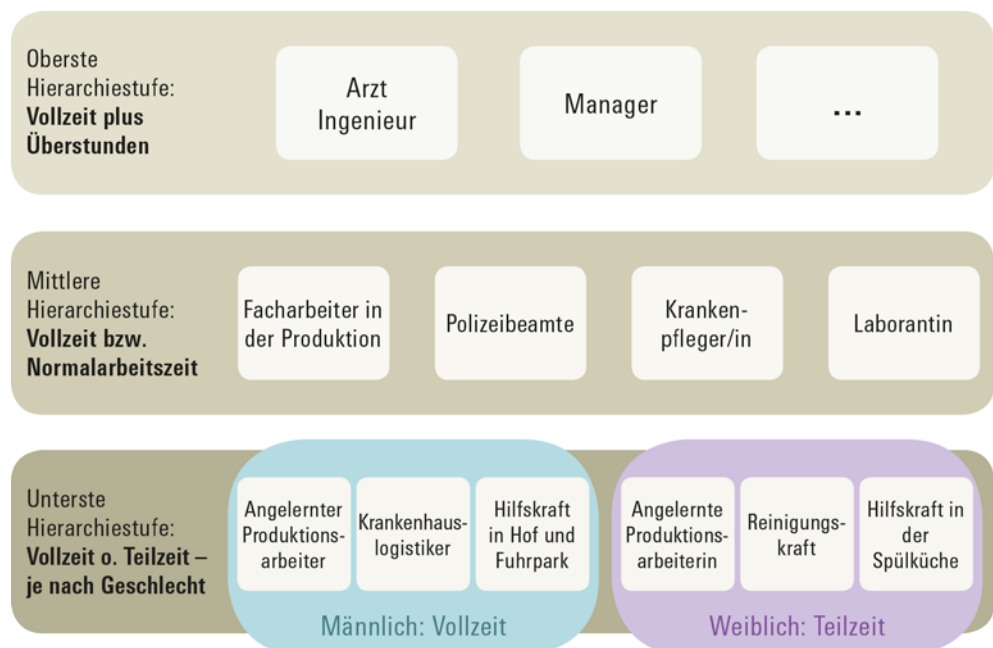 Oberste
Hierarchiestufe:
Vollzeit plus
Überstunden
Arzt
Ingenieur
Manager
...
Mittlere
Hierarchiestufe:
Vollzeit bzw.
Normalarbeitszeit
Facharbeiter in
der Produktion
Polizeibeamte
Kranken-
pfleger/in
Laborantin
Unterste
Hierarchiestufe:
Vollzeit o. Teilzeit –
je nach Geschlecht
Angelernter
Produktions-
arbeiter
Krankenhaus-
logistiker
Hilfskraft
in Hof und
Fuhrpark
Männlich: Vollzeit
Angelernte
Produktions-
arbeiterin
Reinigungs-
kraft
Hilfskraft in
der
Spülküche
Weiblich: Teilzeit